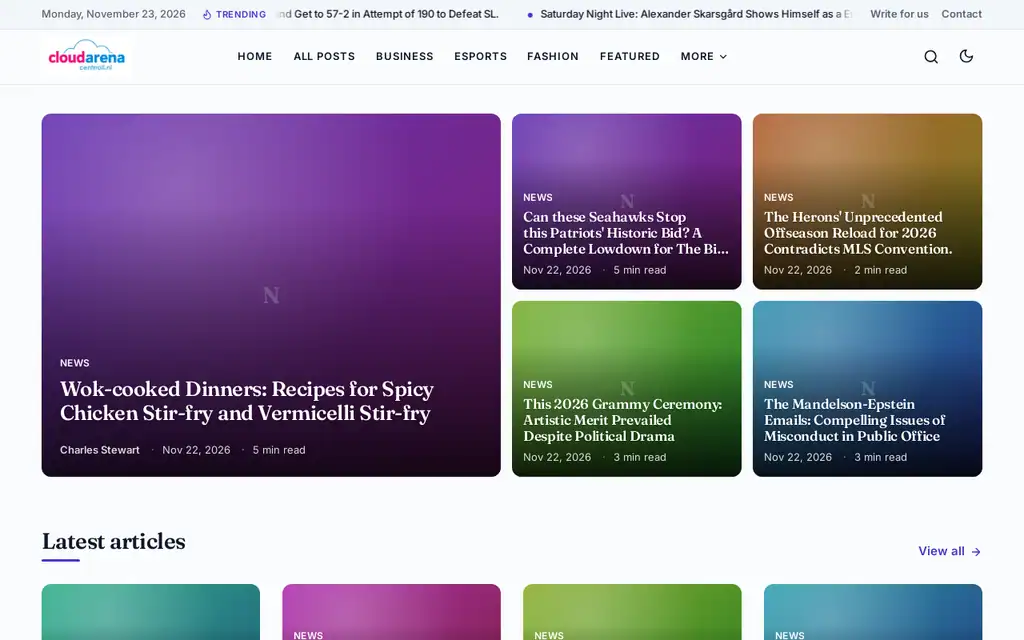 Monday, November 23, 2026
TRENDING
nd Get to 57-2 in Attempt of 190 to Defeat SL.
Saturday Night Live: Alexander Skarsgård Shows Himself as a
Write for us
Contact
cloudarena
central.nl
HOME
ALL POSTS
BUSINESS
ESPORTS
FASHION
FEATURED
MORE
N
NEWS
Wok-cooked Dinners: Recipes for Spicy
Chicken Stir-fry and Vermicelli Stir-fry
Charles Stewart · Nov 22, 2026 · 5 min read
N
NEWS
Can these Seahawks Stop
this Patriots' Historic Bid? A
Complete Lowdown for The Bi...
Nov 22, 2026 · 5 min read
N
NEWS
The Herons' Unprecedented
Offseason Reload for 2026
Contradicts MLS Convention.
Nov 22, 2026 · 2 min read
N
NEWS
This 2026 Grammy Ceremony:
Artistic Merit Prevailed
Despite Political Drama
Nov 22, 2026 · 3 min read
N
NEWS
The Mandelson-Epstein
Emails: Compelling Issues of
Misconduct in Public Office
Nov 22, 2026 · 3 min read
Latest articles
View all →
NEWS
NEWS
NEWS